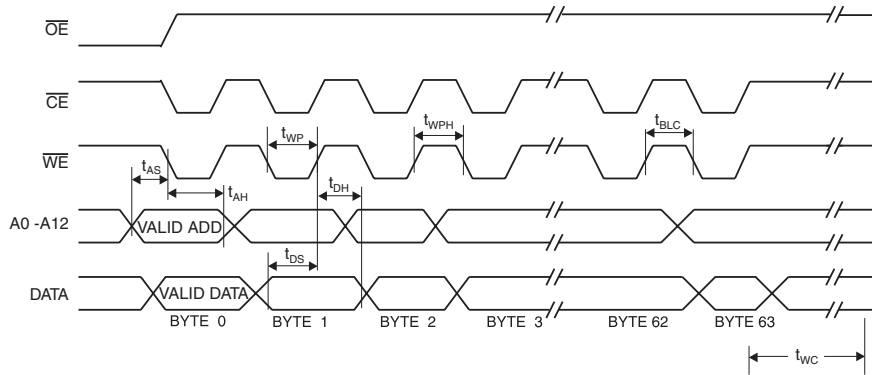 OE
CE
WE
A0 -A12
DATA
tWP
tWPH
tBLC
tAS
tAH
tDH
VALID ADD
tDS
VALID DATA
BYTE 0
BYTE 1
BYTE 2
BYTE 3
BYTE 62
BYTE 63
tWC